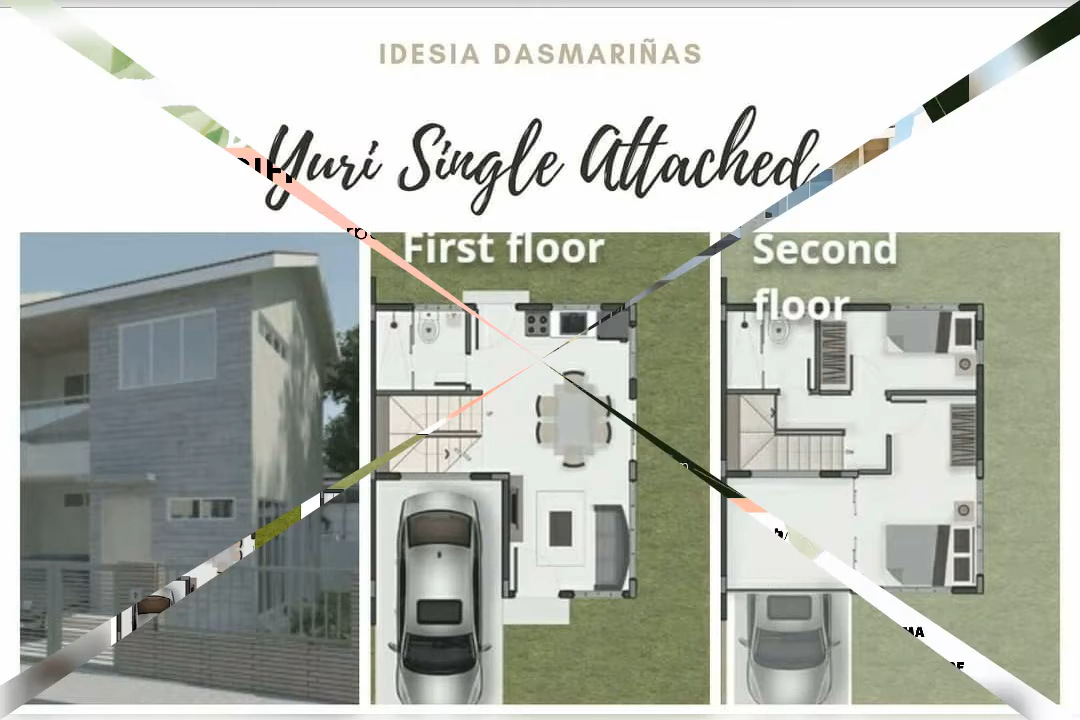 IDESIA DASMARIÑAS
Yuri Single Attached
First floor
Second
floor